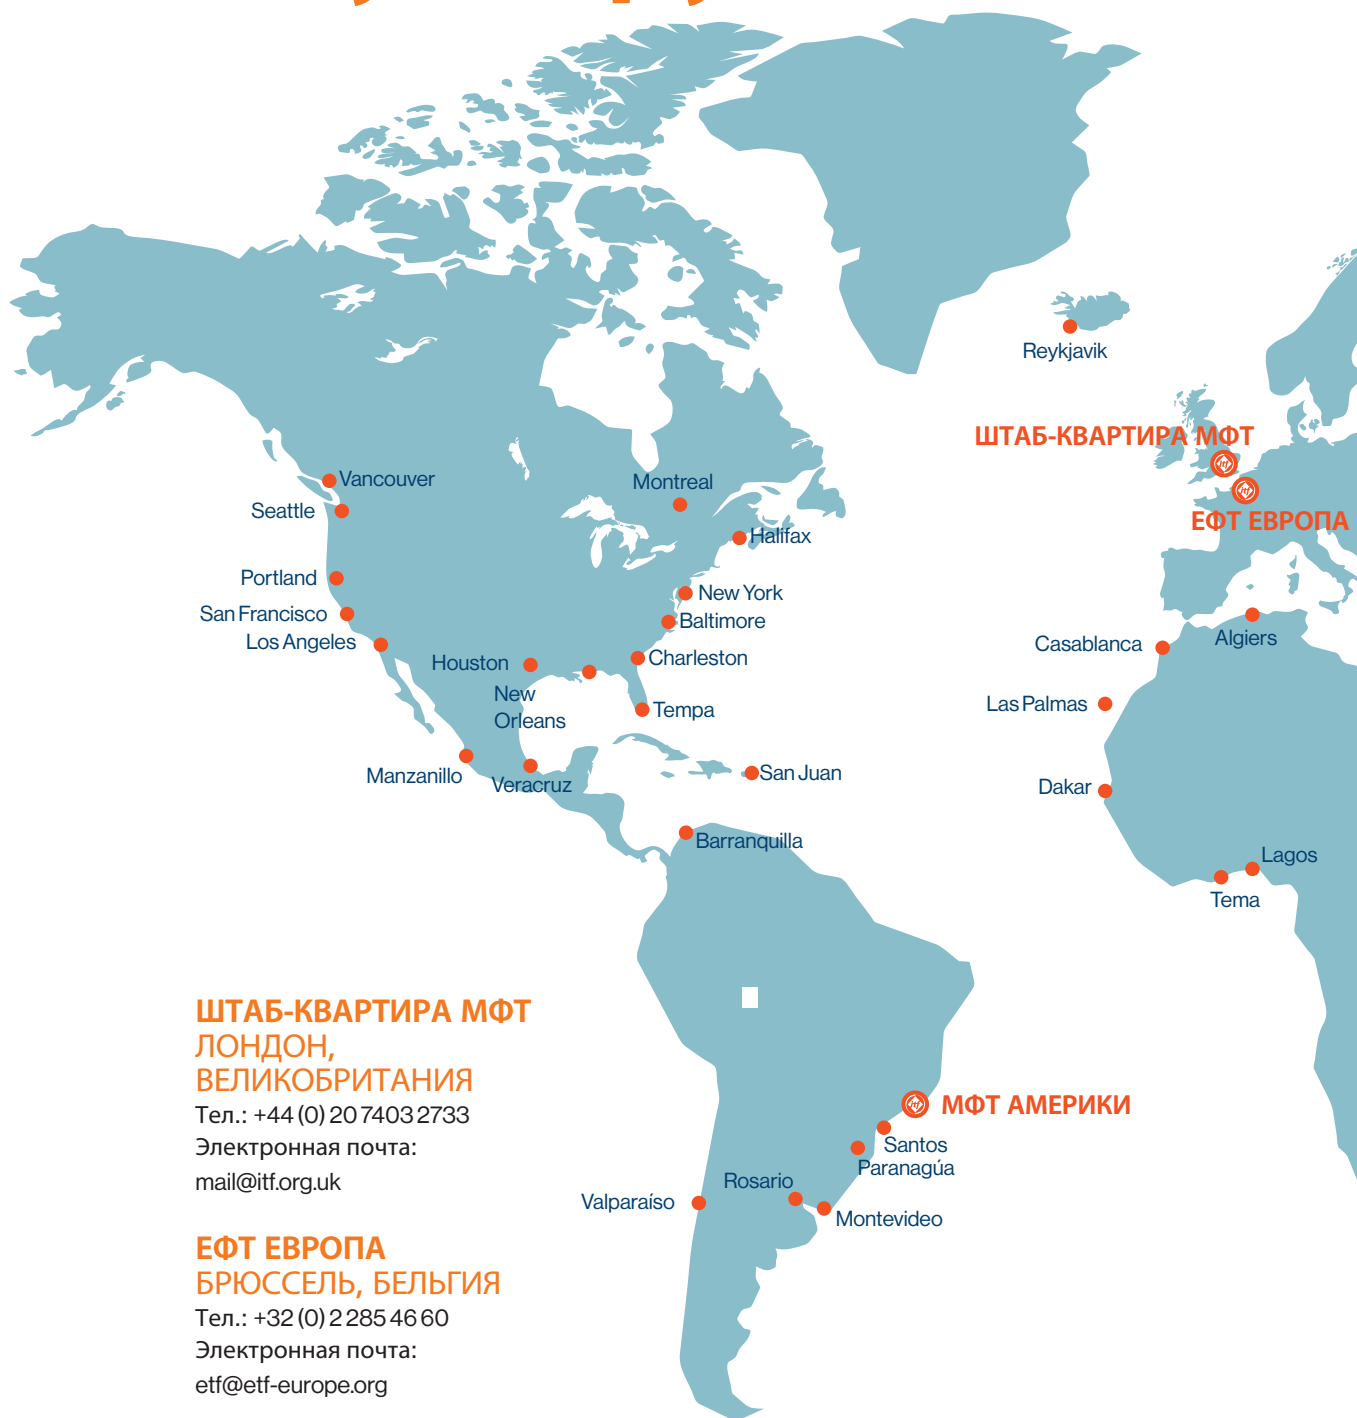 Reykjavik
ШТАБ-КВАРТИРА МФТ
ЕФТ ЕВРОПА
Vancouver
Montreal
Seattle
Halifax
Portland
New York
San Francisco
Baltimore
Los Angeles
Houston
Charleston
New
Orleans
Tempa
Casablanca
Algiers
Las Palmas
Manzanillo
Veracruz
San Juan
Dakar
Barranquilla
Lagos
Tema
МФТ АМЕРИКИ
Santos
Paranaguá
Rosario
Valparaíso
Montevideo
ШТАБ-КВАРТИРА МФТ
ЛОНДОН,
ВЕЛИКОБРИТАНИЯ
Тел.: +44 (0) 20 7403 2733
Электронная почта:
mail@itf.org.uk
ЕФТ ЕВРОПА
БРЮССЕЛЬ, БЕЛЬГИЯ
Тел.: +32 (0) 2 285 46 60
Электронная почта:
etf@etf-europe.org